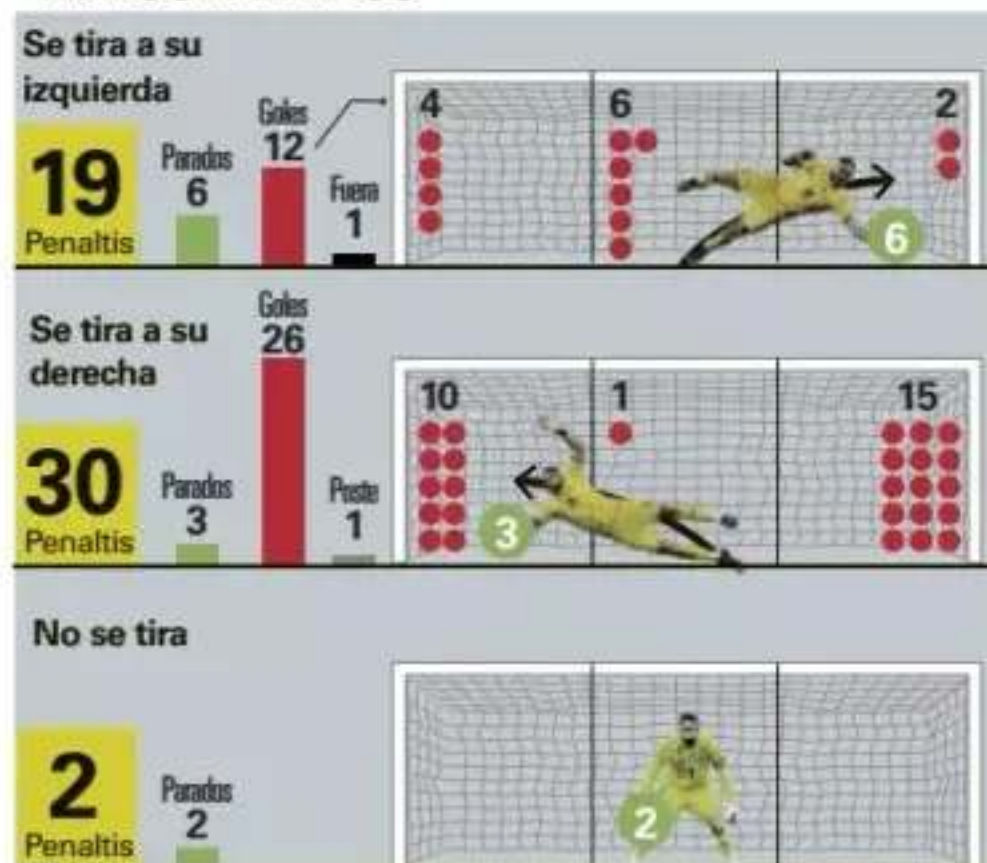 Se tira a su
izquierda
19
Penaltis
Parados
6
Goles
12
Fuera
1
4
6
2
6
Se tira a su
derecha
30
Penaltis
Parados
3
Goles
26
Poste
1
10
1
15
3
No se tira
2
Penaltis
Parados
2
2